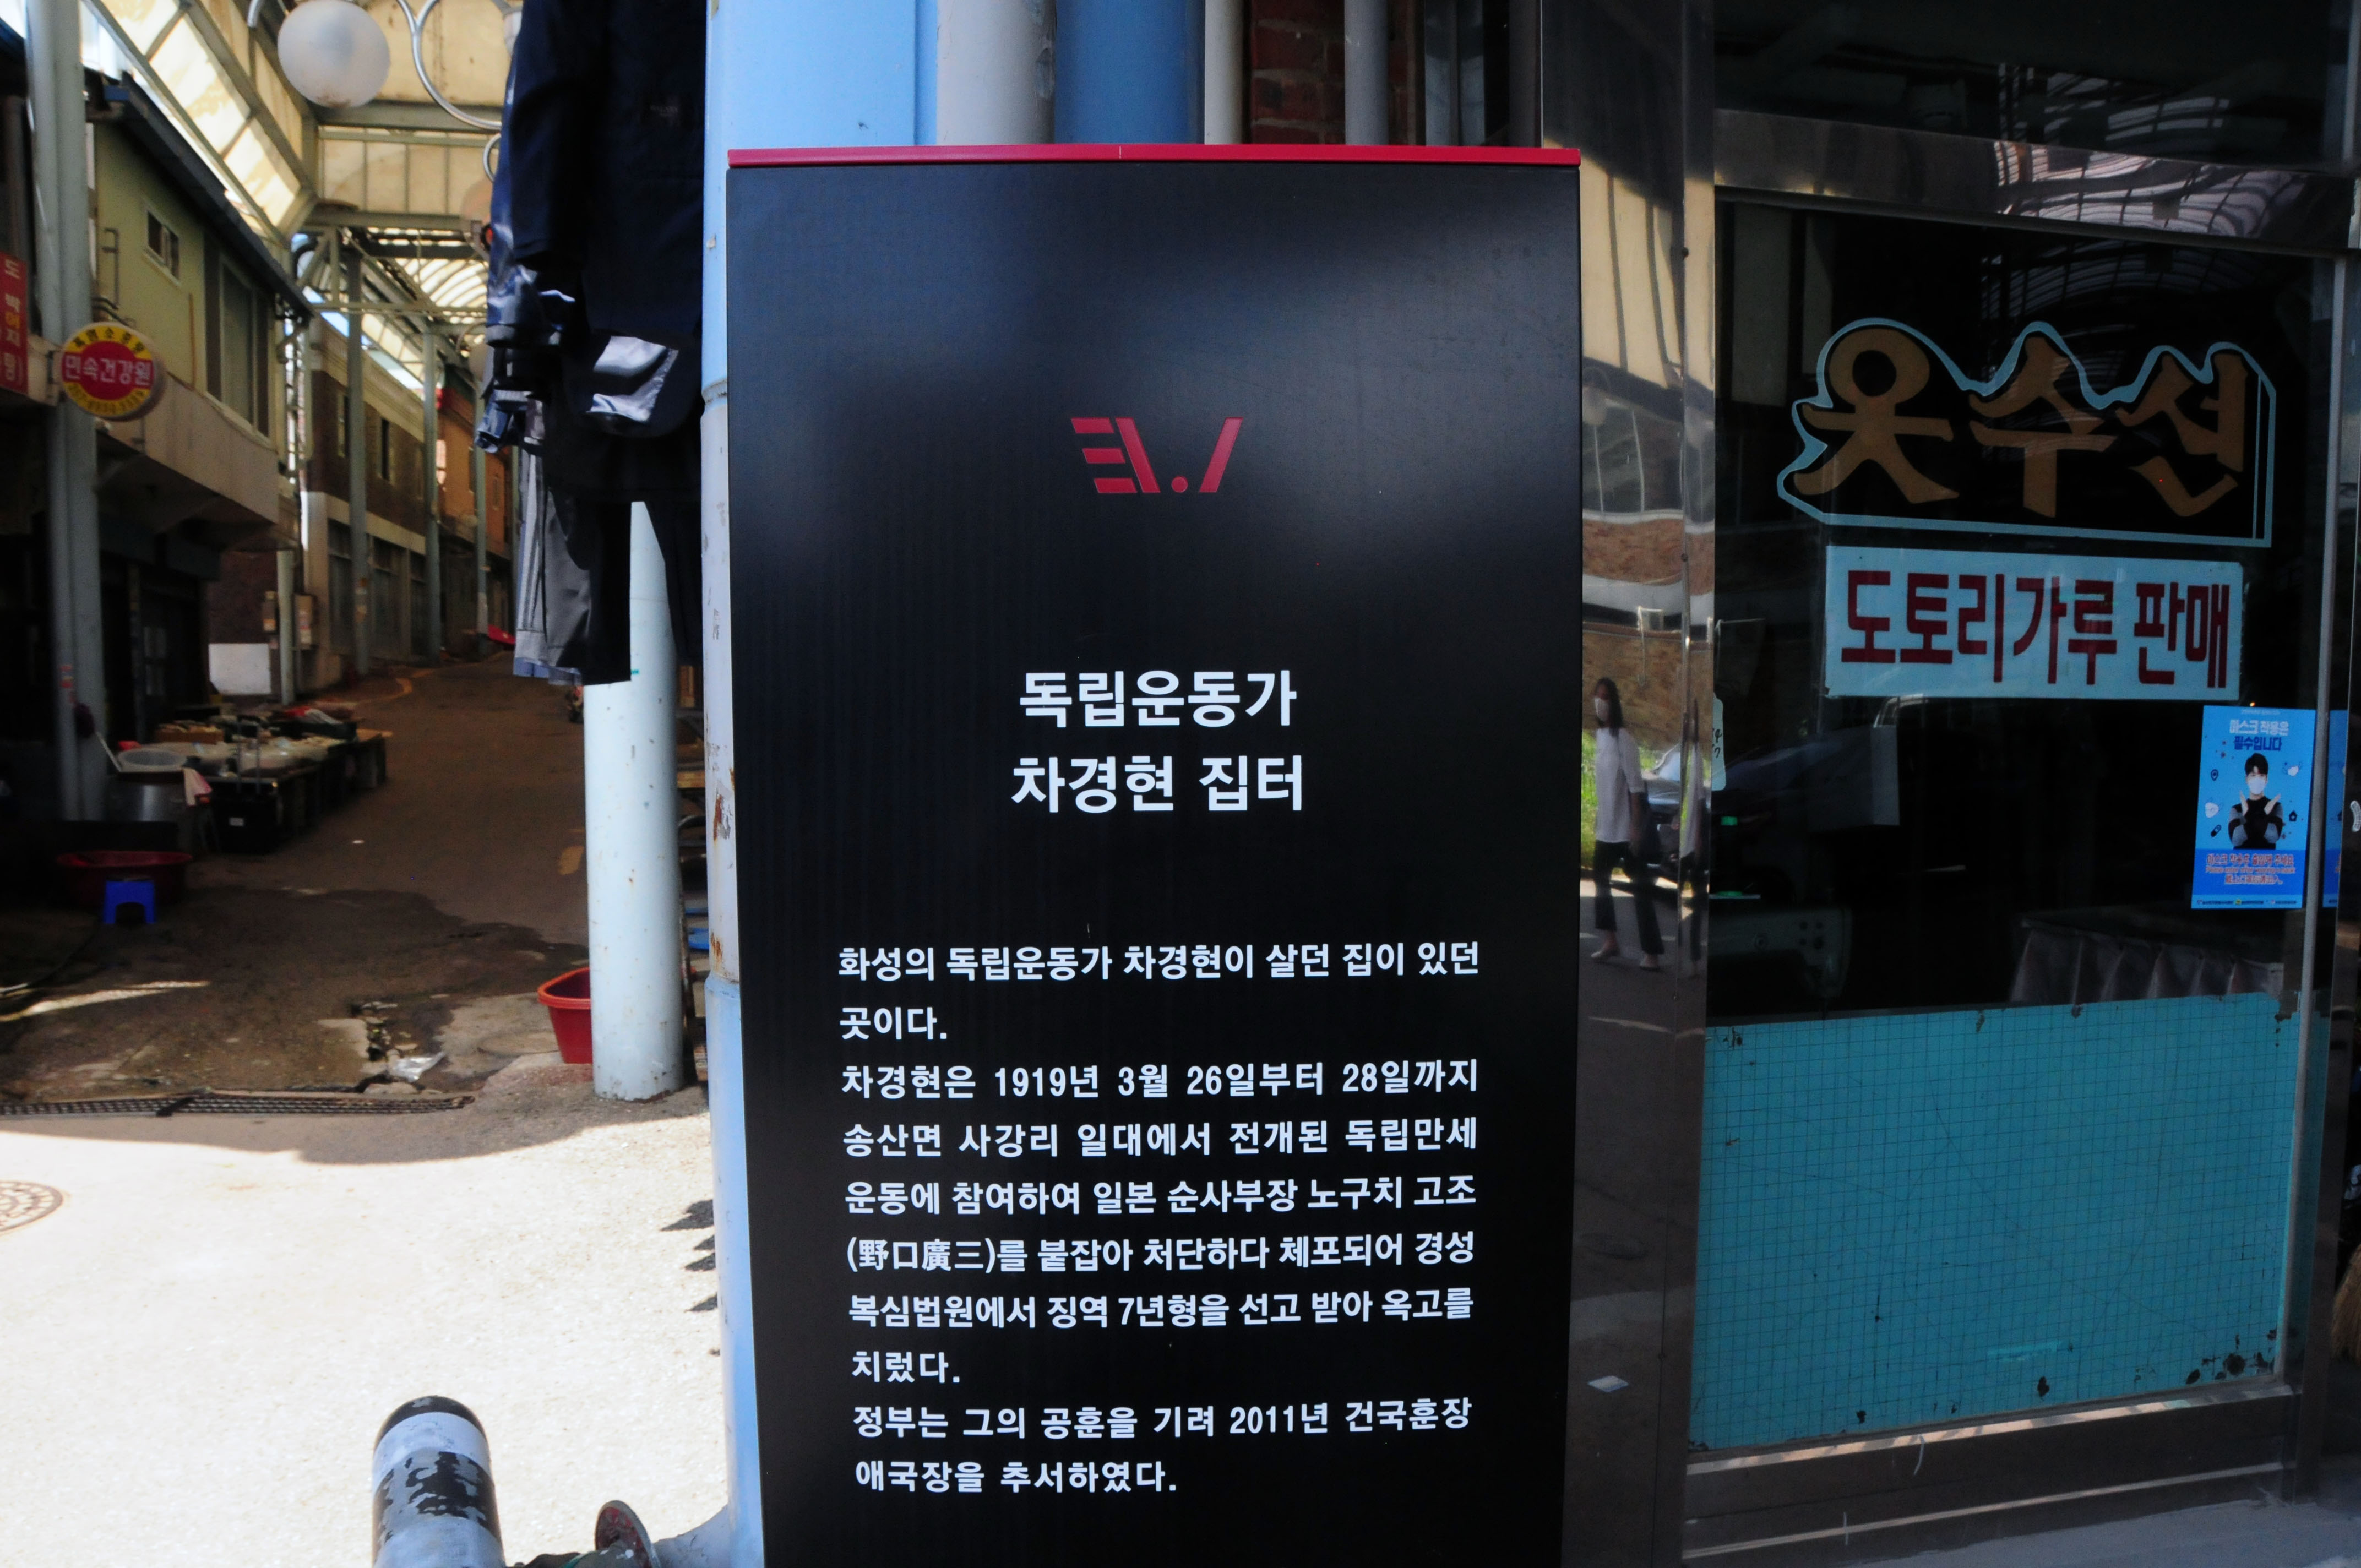 독립운동가
차경현 집터
화성의 독립운동가 차경현이 살던 집이 있던
곳이다.
차경현은 1919년 3월 26일부터 28일까지
송산면 사강리 일대에서 전개된 독립만세
운동에 참여하여 일본 순사부장 노구치 고조
(野口廣三)를 붙잡아 처단하다 체포되어 경성
복심법원에서 징역 7년형을 선고 받아 옥고를
치렀다.
정부는 그의 공훈을 기려 2011년 건국훈장
애국장을 추서하였다.
옷수선
도토리가루 판매
마스크 착용은
필수입니다
민속건강원